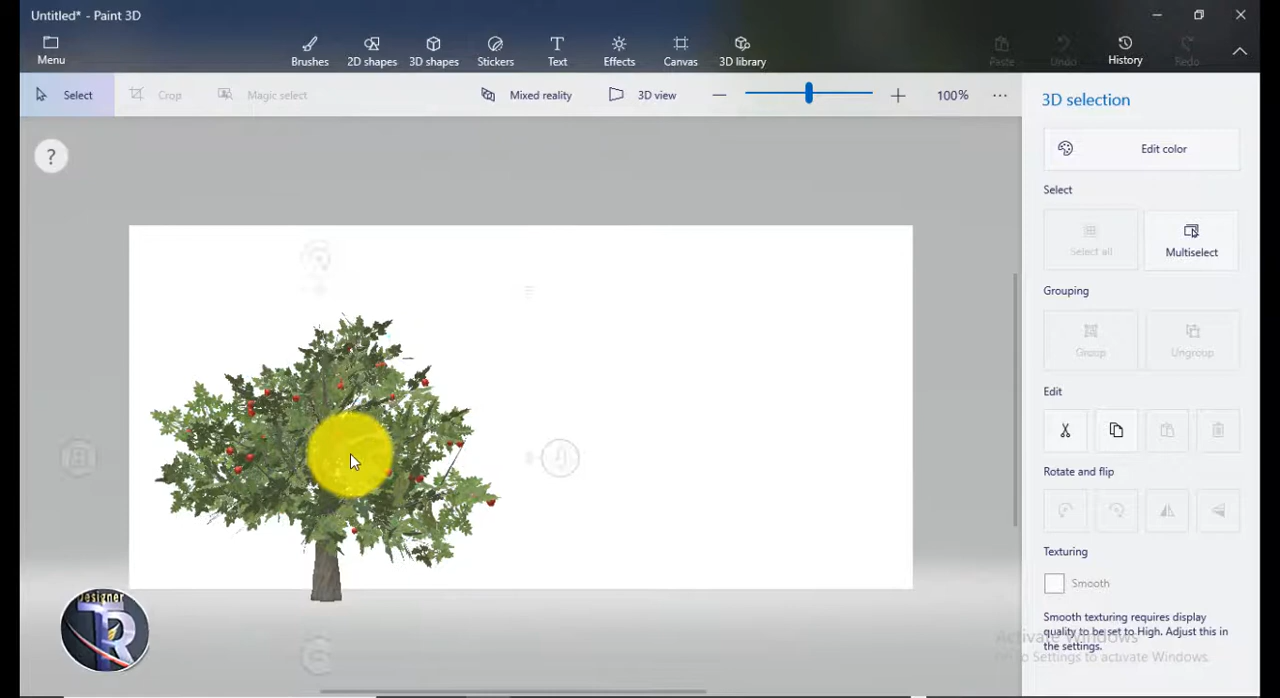 Untitled* - Paint 3D
Menu
Brushes
2D shapes
3D shapes
Stickers
Text
Effects
Canvas
3D library
Paste
Undo
History
Redo
Select
Crop
Magic select
Mixed reality
3D view
100%
?
3D selection
Edit color
Select
Select all
Multiselect
Grouping
Group
Ungroup
Edit
Rotate and flip
Texturing
Smooth
Smooth texturing requires display
quality to be set to High. Adjust this in
the settings.
Activate Windows
to Settings to activate Windows.
Designer
TR